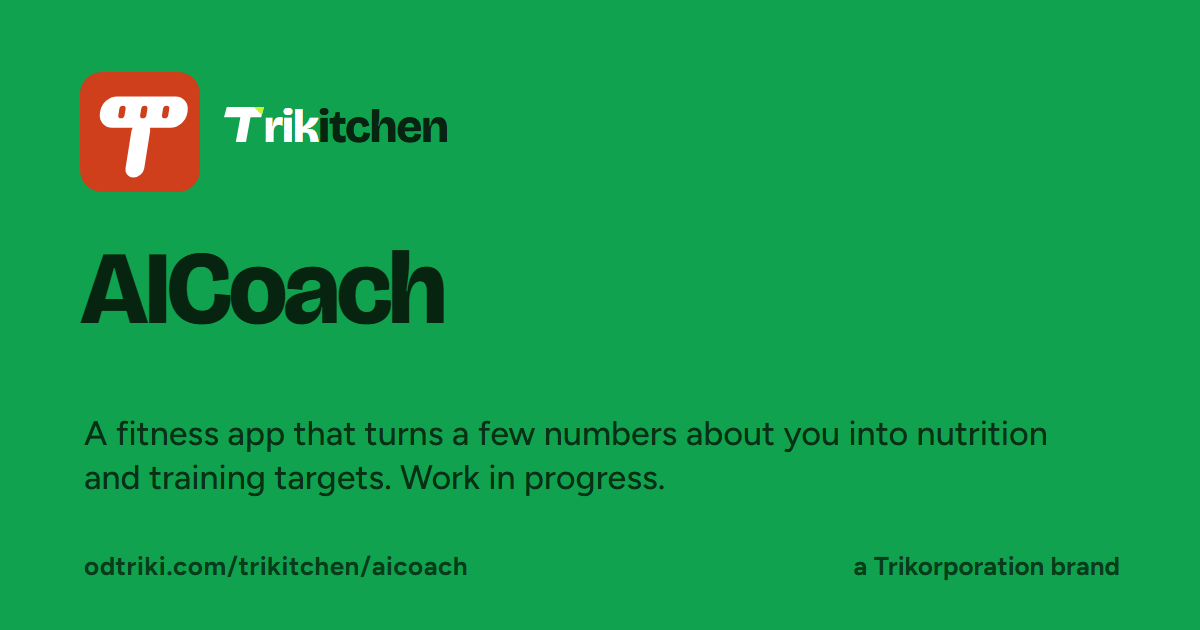 Trikitchen
AICoach
A fitness app that turns a few numbers about you into nutrition
and training targets. Work in progress.
odtriki.com/trikitchen/aicoach
a Trikorporation brand